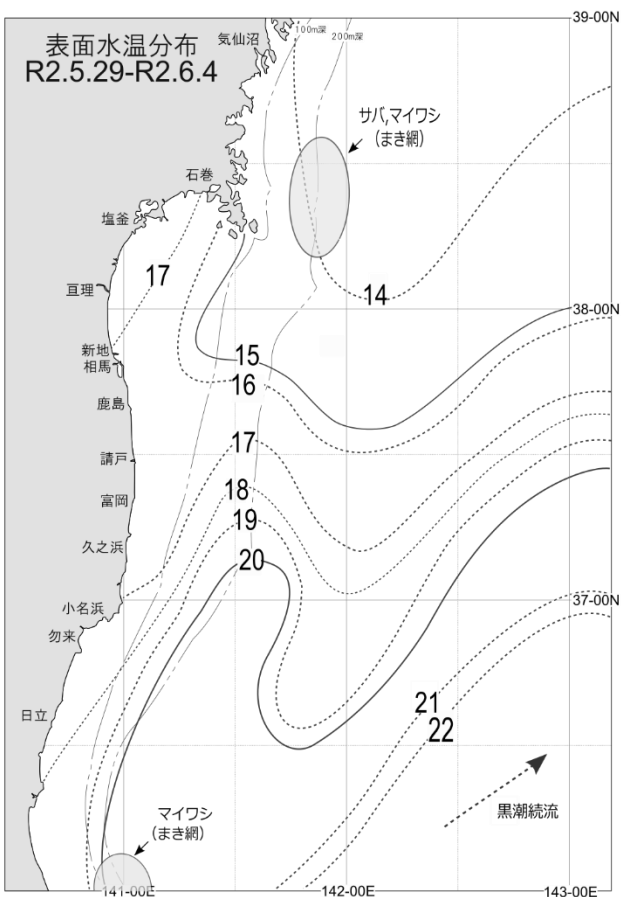 表面水温分布
R2.5.29-R2.6.4
気仙沼
100m深
200m深
39-00N
サバ,マイワシ
(まき網)
石巻
塩釜
17
亘理
14
38-00N
新地
相馬
15
16
鹿島
17
請戸
18
富岡
19
久之浜
20
37-00N
小名浜
勿来
21
日立
22
黒潮続流
マイワシ
(まき網)
141-00E
142-00E
143-00E